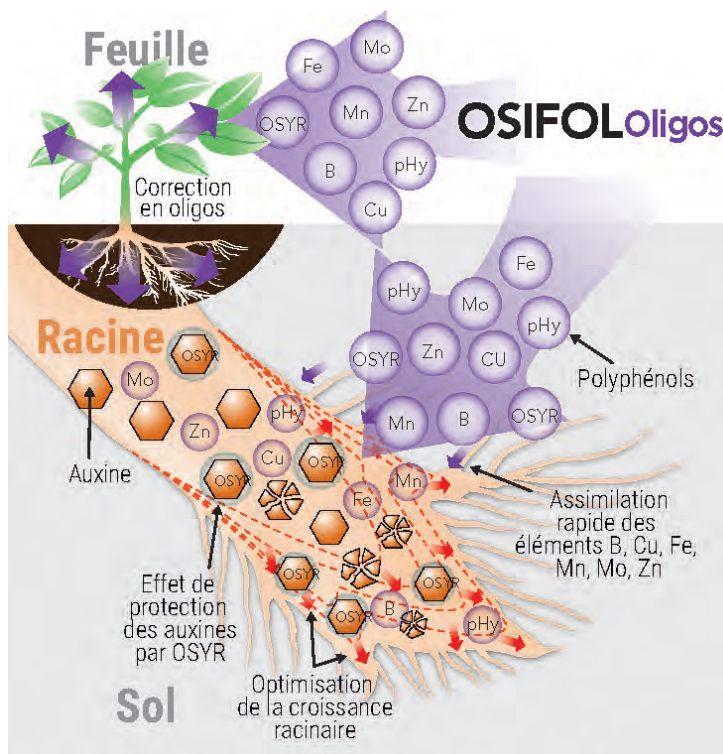 Feuille
Mo
Fe
Zn
Mn
OSYR
OSIFOL Oligos
B
pHy
Cu
Correction
en oligos
Fe
pHy
Mo
pHy
Racine
OSYR
Zn
CU
OSYR
Polyphénols
Mo
Mn
B
OSYR
pHy
Zn
Auxine
Cu
OSYR
Mn
OSYR
Fe
Assimilation
rapide des
éléments B, Cu, Fe,
Mn, Mo, Zn
Effet de
protection
des auxines
par OSYR
OSYR
OSYR
B
OSYR
pHy
Optimisation
de la croissance
racinaire
Sol